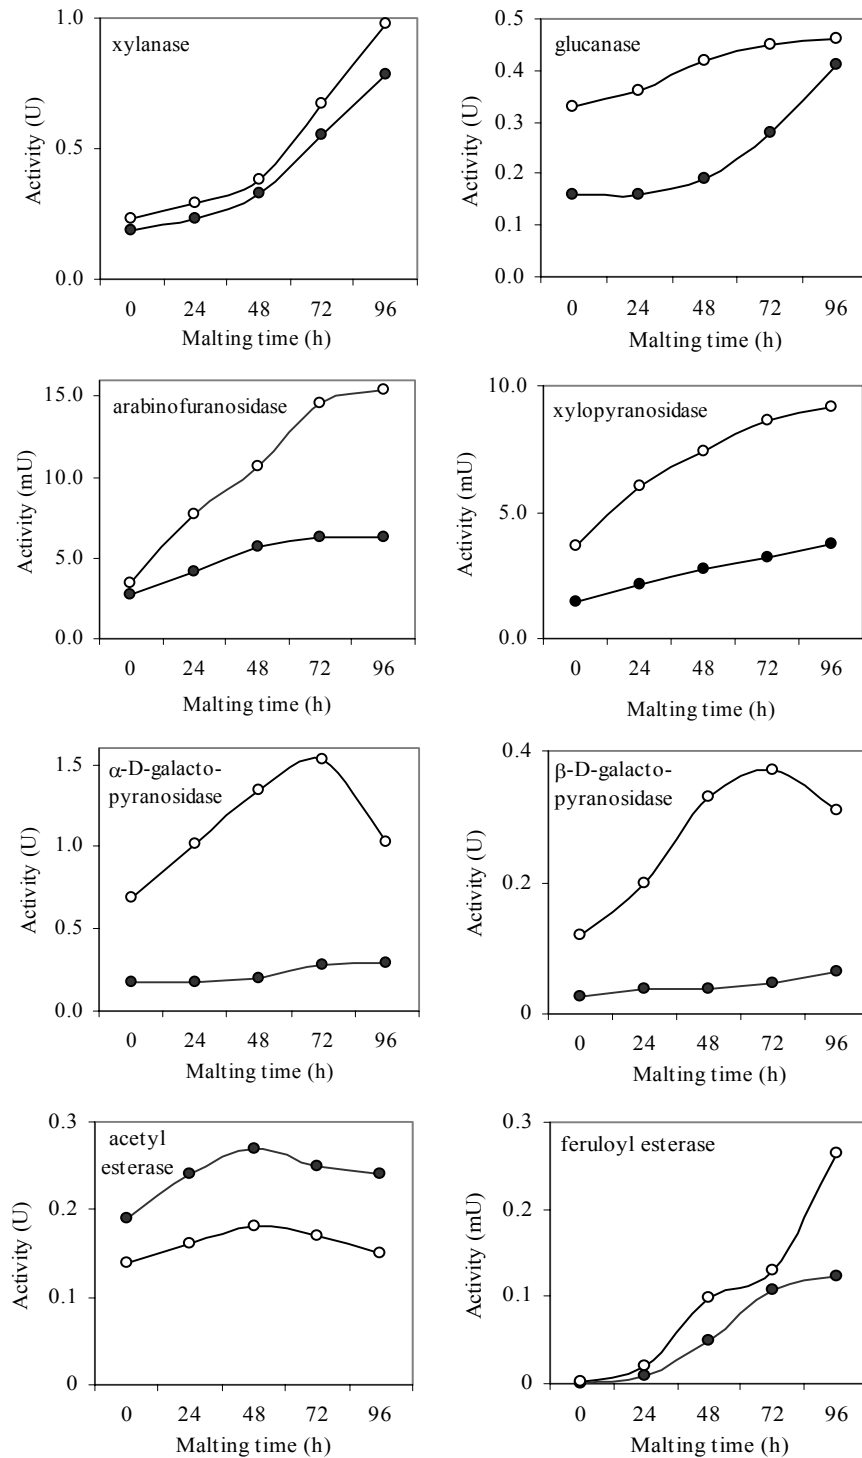 xylanase
Activity (U)
1.0
0.5
0.0
0 24 48 72 96
Malting time (h)
glucanase
Activity (U)
0.5
0.4
0.3
0.2
0.1
0.0
0 24 48 72 96
Malting time (h)
arabinofuranosidase
Activity (mU)
15.0
10.0
5.0
0.0
0 24 48 72 96
Malting time (h)
xylopyranosidase
Activity (mU)
10.0
5.0
0.0
0 24 48 72 96
Malting time (h)
α-D-galacto-
pyranosidase
Activity (U)
1.5
1.0
0.5
0.0
0 24 48 72 96
Malting time (h)
β-D-galacto-
pyranosidase
Activity (U)
0.4
0.2
0
0 24 48 72 96
Malting time (h)
acetyl
esterase
Activity (U)
0.3
0.2
0.1
0
0 24 48 72 96
Malting time (h)
feruloyl esterase
Activity (mU)
0.3
0.2
0.1
0
0 24 48 72 96
Malting time (h)